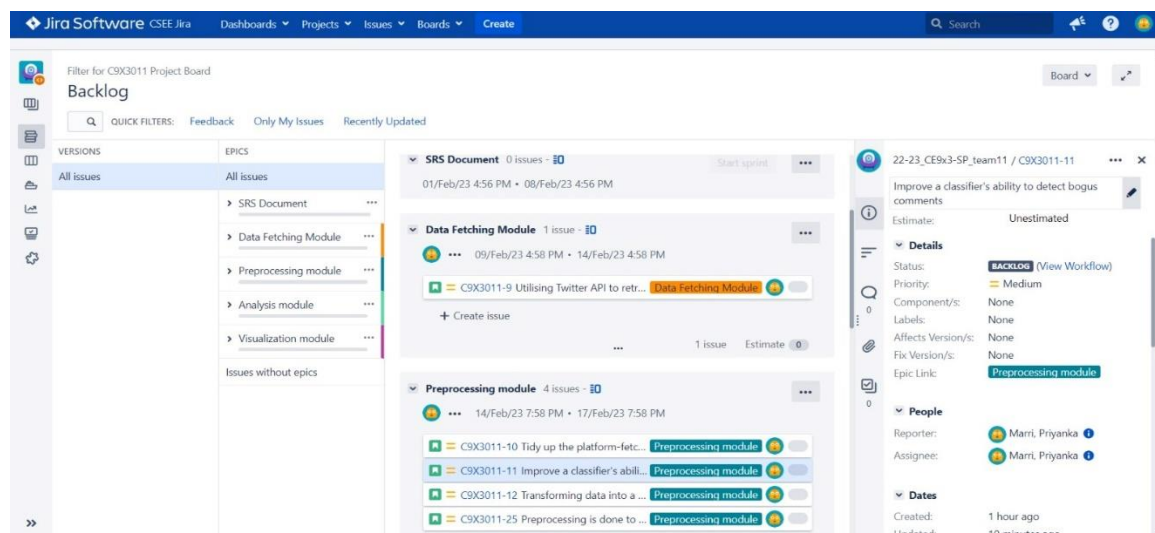 Jira Software CSEE Jira Dashboards Projects Issues Boards Create Search
Filter for C9X3011 Project Board
Backlog
Board
QUICK FILTERS: Feedback Only My Issues Recently Updated
VERSIONS
All issues
EPICS
All issues
SRS Document
Data Fetching Module
Preprocessing module
Analysis module
Visualization module
Issues without epics
SRS Document 0 issues - Start sprint
01/Feb/23 4:56 PM • 08/Feb/23 4:56 PM
Data Fetching Module 1 issue -
09/Feb/23 4:58 PM • 14/Feb/23 4:58 PM
C9X3011-9 Utilising Twitter API to retr... Data Fetching Module
+ Create issue
... 1 issue Estimate 0
Preprocessing module 4 issues -
14/Feb/23 7:58 PM • 17/Feb/23 7:58 PM
C9X3011-10 Tidy up the platform-fetc... Preprocessing module
C9X3011-11 Improve a classifier's abili... Preprocessing module
C9X3011-12 Transforming data into a ... Preprocessing module
C9X3011-25 Preprocessing is done to ... Preprocessing module
0
0
22-23_CE9x3-SP_team11 / C9X3011-11
Improve a classifier's ability to detect bogus
comments
Estimate: Unestimated
Details
Status: BACKLOG (View Workflow)
Priority: Medium
Component/s: None
Labels: None
Affects Version/s: None
Fix Version/s: None
Epic Link: Preprocessing module
People
Reporter: Marri, Priyanka
Assignee: Marri, Priyanka
Dates
Created: 1 hour ago